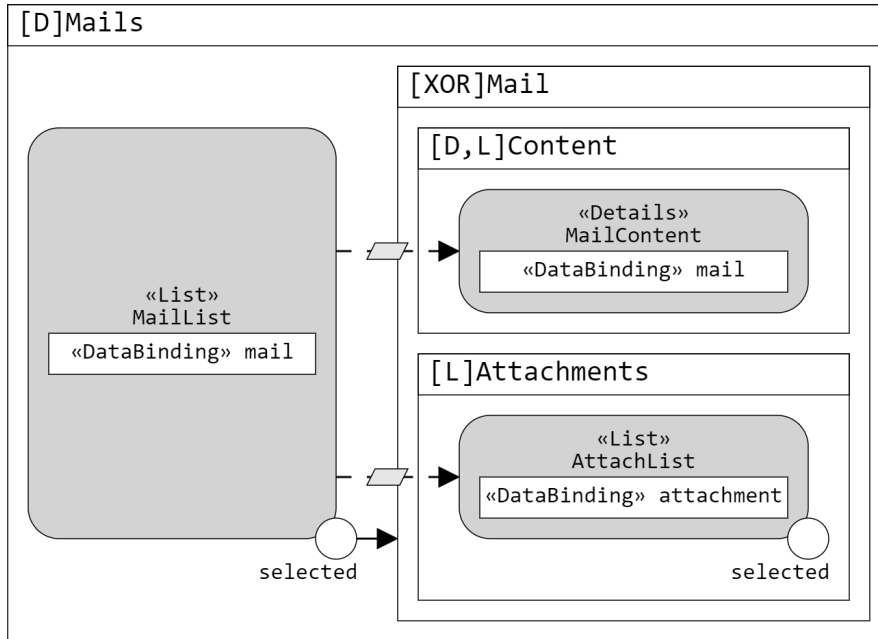 [D]Mails
«List»
MailList
«DataBinding» mail
selected
[XOR]Mail
[D,L]Content
«Details»
MailContent
«DataBinding» mail
[L]Attachments
«List»
AttachList
«DataBinding» attachment
selected